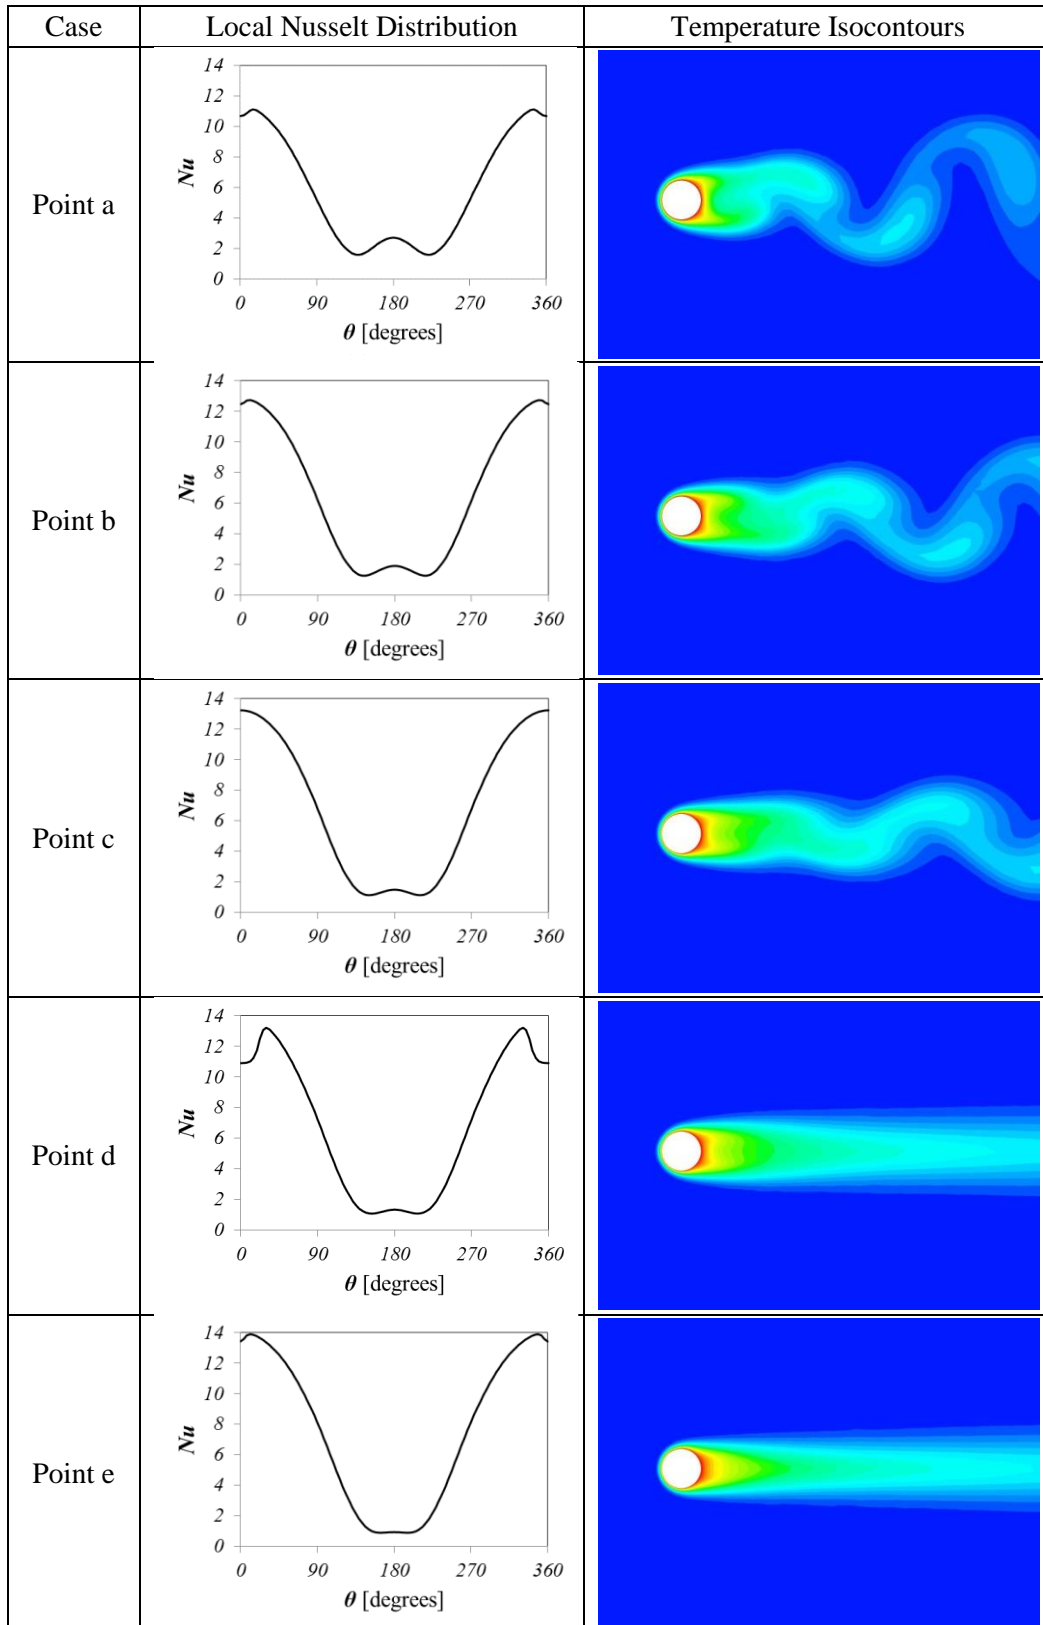 Case Local Nusselt Distribution Temperature Isocontours
Point a
Nu
14
12
10
8
6
4
2
0
0 90 180 270 360
θ [degrees]
Point b
Nu
14
12
10
8
6
4
2
0
0 90 180 270 360
θ [degrees]
Point c
Nu
14
12
10
8
6
4
2
0
0 90 180 270 360
θ [degrees]
Point d
Nu
14
12
10
8
6
4
2
0
0 90 180 270 360
θ [degrees]
Point e
Nu
14
12
10
8
6
4
2
0
0 90 180 270 360
θ [degrees]